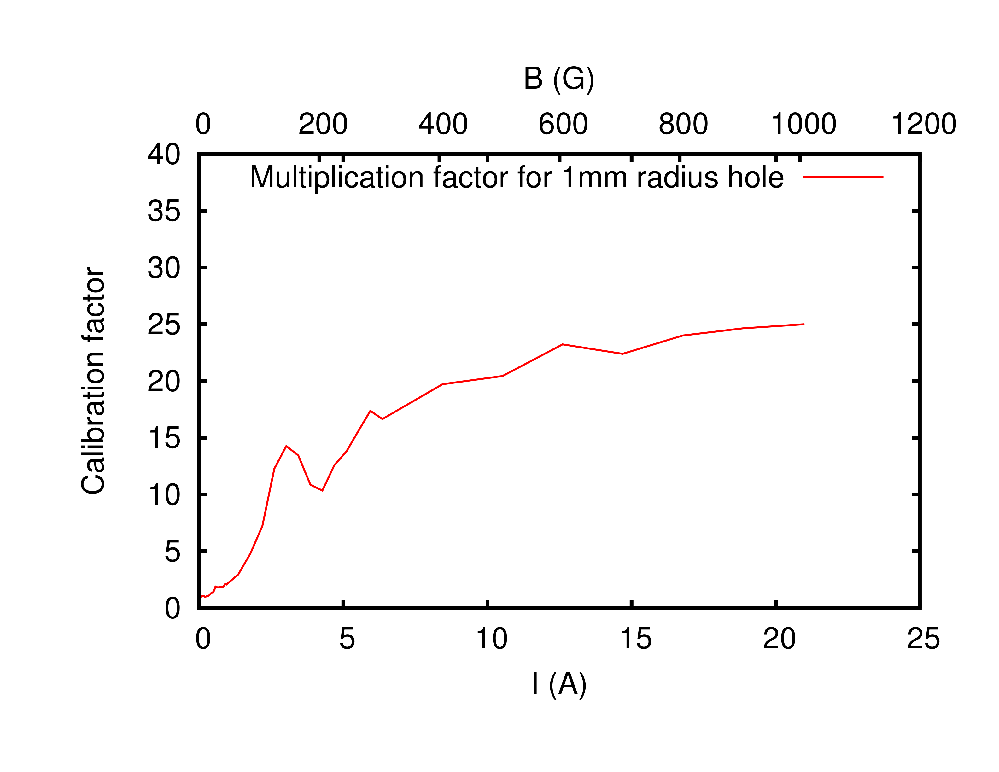 B (G)
0 200 400 600 800 1000 1200
40
Multiplication factor for 1mm radius hole
35
30
25
20
15
10
5
0
Calibration factor
0 5 10 15 20 25
I (A)